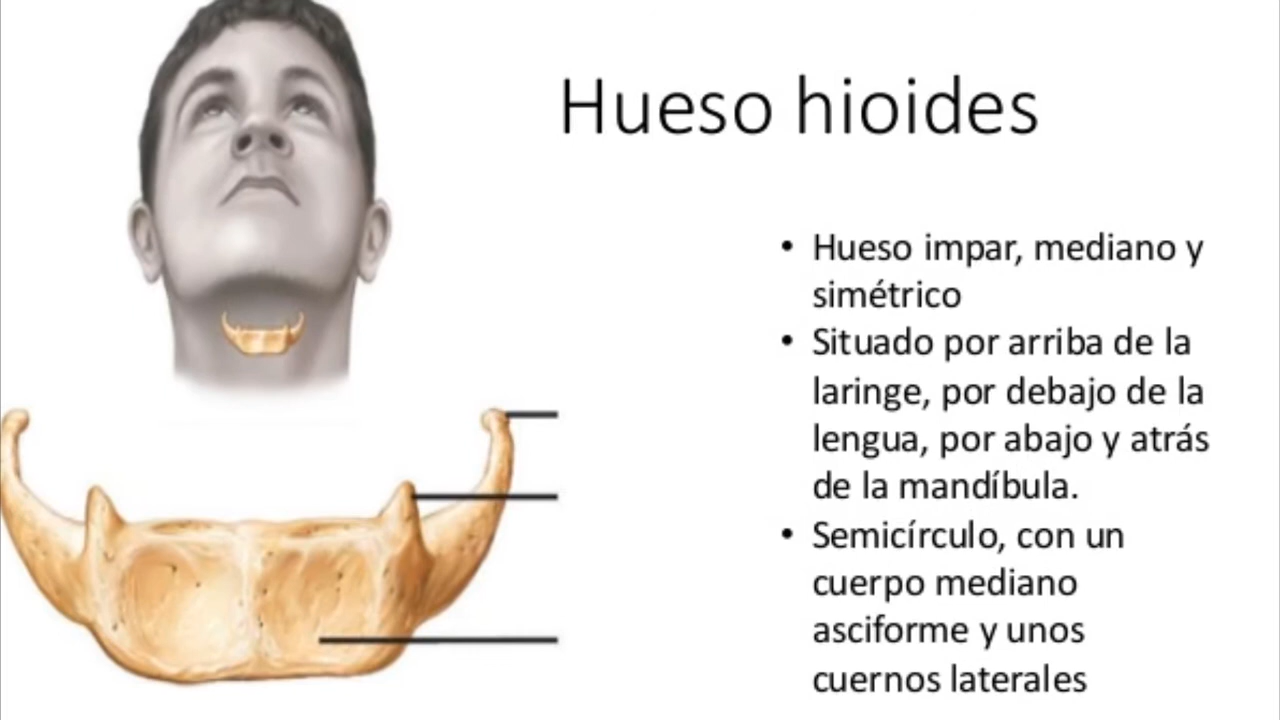 Hueso hioides
• Hueso impar, mediano y
simétrico
• Situado por arriba de la
laringe, por debajo de la
lengua, por abajo y atrás
de la mandíbula.
• Semicírculo, con un
cuerpo mediano
asciforme y unos
cuernos laterales